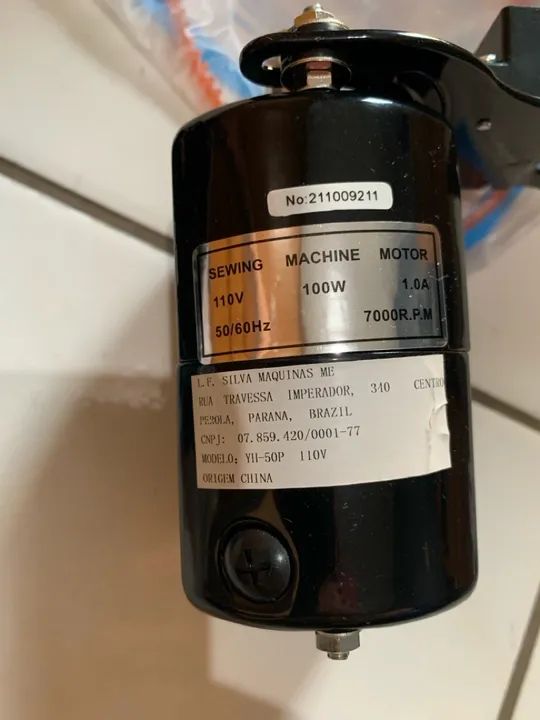 No:211009211
SEWING MACHINE MOTOR
110V 100W 1.0A
50/60Hz 7000R.P.M
L.F. SILVA MAQUINAS ME
RUA TRAVESSA IMPERADOR, 340 CENTRO
PEROLA, PARANA, BRAZIL
CNPJ: 07.859.420/0001-77
MODELO: YH-50P 110V
ORIGEM CHINA